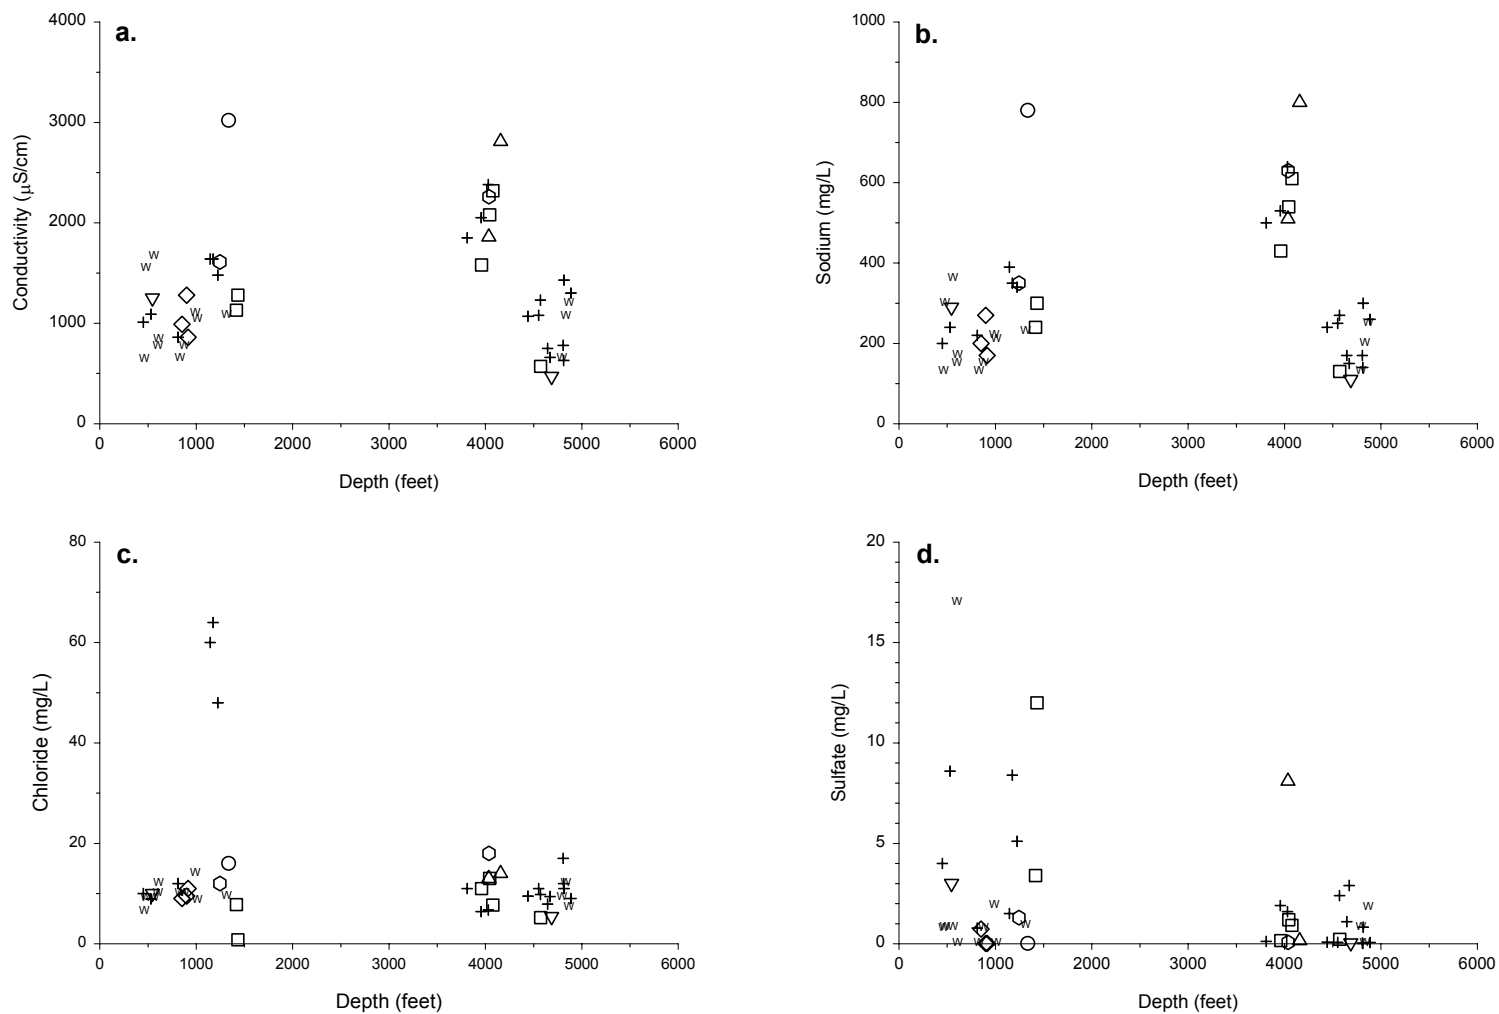 a.
4000
3000
2000
1000
0
Conductivity (μS/cm)
0 1000 2000 3000 4000 5000 6000
Depth (feet)
w w w w w w w w w w w w w w
b.
1000
800
600
400
200
0
Sodium (mg/L)
0 1000 2000 3000 4000 5000 6000
Depth (feet)
w w w w w w w w w w w w w w
c.
80
60
40
20
0
Chloride (mg/L)
0 1000 2000 3000 4000 5000 6000
Depth (feet)
d.
20
15
10
5
0
Sulfate (mg/L)
0 1000 2000 3000 4000 5000 6000
Depth (feet)